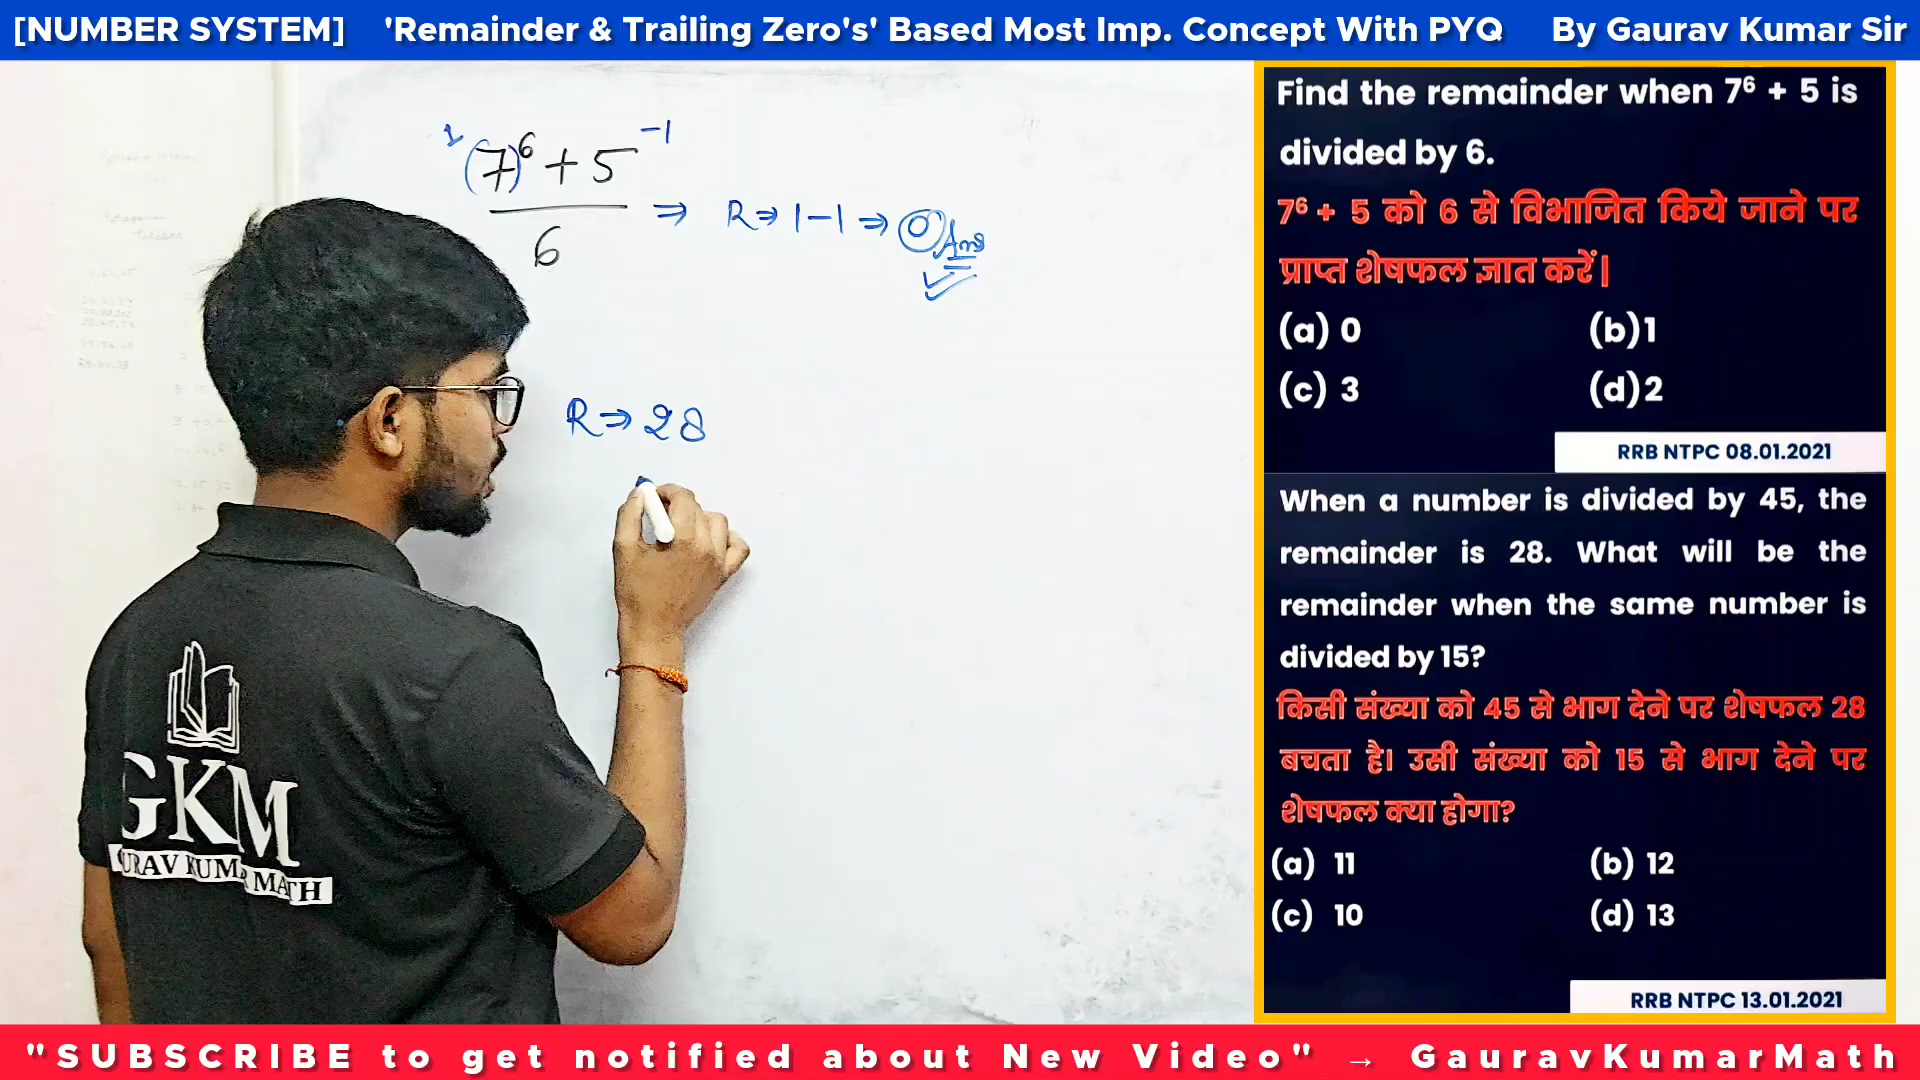 [NUMBER SYSTEM] 'Remainder & Trailing Zero's' Based Most Imp. Concept With PYQ By Gaurav Kumar Sir
1 (7)⁶ + 5 -1
6
⇒ R ⇒ 1-1 ⇒ 0 Ans
R ⇒ 28
GKM
URAV KUMAR MATH
Find the remainder when 7⁶ + 5 is
divided by 6.
7⁶ + 5 को 6 से विभाजित किये जाने पर
प्राप्त शेषफल ज्ञात करें|
(a) 0 (b)1
(c) 3 (d)2
RRB NTPC 08.01.2021
When a number is divided by 45, the
remainder is 28. What will be the
remainder when the same number is
divided by 15?
किसी संख्या को 45 से भाग देने पर शेषफल 28
बचता है। उसी संख्या को 15 से भाग देने पर
शेषफल क्या होगा?
(a) 11 (b) 12
(c) 10 (d) 13
RRB NTPC 13.01.2021
"SUBSCRIBE to get notified about New Video" → GauravKumarMath